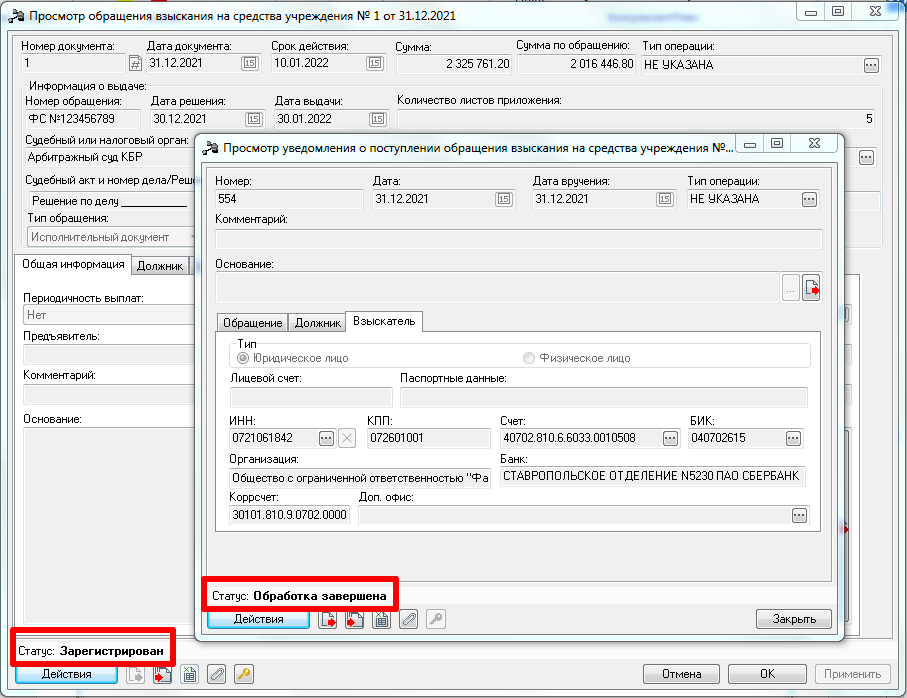 Просмотр обращения взыскания на средства учреждения № 1 от 31.12.2021
Номер документа: Дата документа: Срок действия: Сумма: Сумма по обращению: Тип операции:
1 # 31.12.2021 15 10.01.2022 15 2 325 761.20 2 016 446.80 НЕ УКАЗАНА ...
Информация о выдаче:
Номер обращения: Дата решения: Дата выдачи: Количество листов приложения:
ФС №123456789 30.12.2021 15 30.01.2022 15 5
Судебный или налоговый орган:
Арбитражный суд КБР ...
Судебный акт и номер дела/Реше
Решение по делу ___________
Тип обращения:
Исполнительный документ
Общая информация Должник
Периодичность выплат:
Нет
Предъявитель:
Комментарий:
Основание:
Статус: Зарегистрирован
Действия Отмена OK Применить
Просмотр уведомления о поступлении обращения взыскания на средства учреждения №...
Номер: Дата: Дата вручения: Тип операции:
554 31.12.2021 15 31.12.2021 15 НЕ УКАЗАНА ...
Комментарий:
Основание:
...
Обращение Должник Взыскатель
Тип
Юридическое лицо Физическое лицо
Лицевой счет: Паспортные данные:
ИНН: КПП: Счет: БИК:
0721061842 ... 072601001 40702.810.6.6033.0010508 ... 040702615 ...
Организация: Банк:
Общество с ограниченной ответственностью "Фа СТАВРОПОЛЬСКОЕ ОТДЕЛЕНИЕ N5230 ПАО СБЕРБАНК
Коррсчет: Доп. офис:
30101.810.9.0702.0000 ...
Статус: Обработка завершена
Действия Закрыть